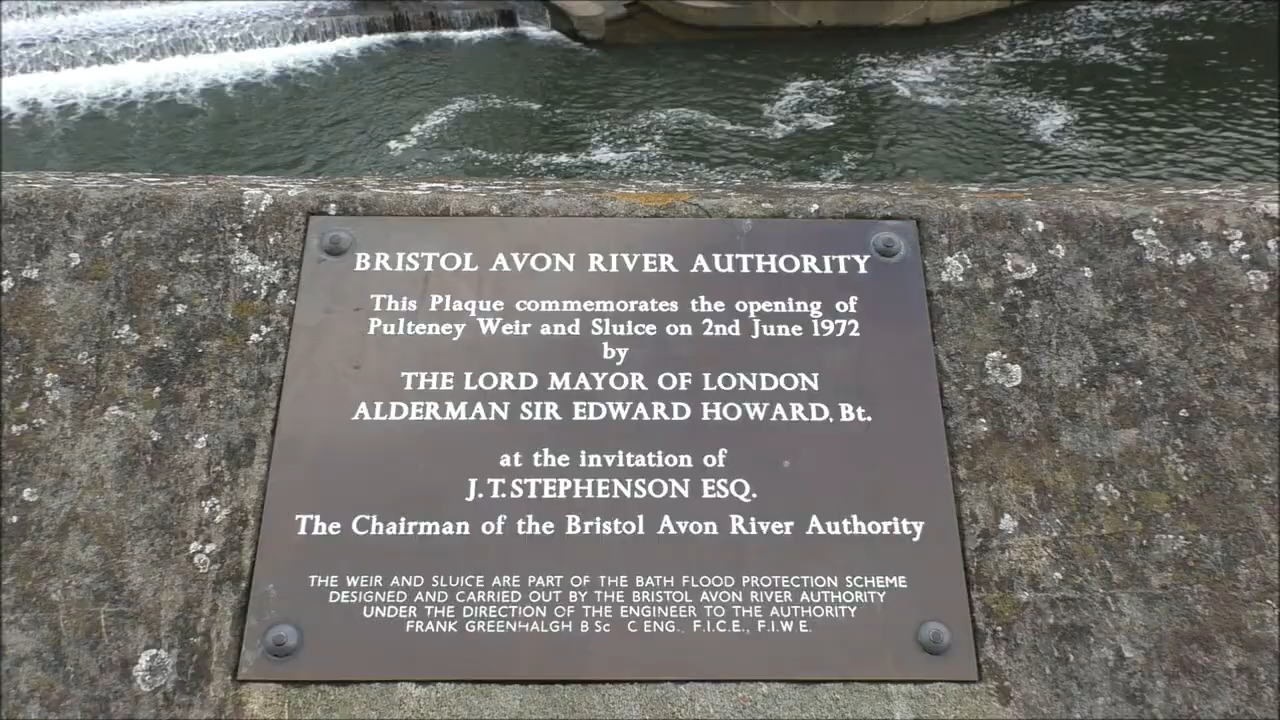 BRISTOL AVON RIVER AUTHORITY
This Plaque commemorates the opening of
Pulteney Weir and Sluice on 2nd June 1972
by
THE LORD MAYOR OF LONDON
ALDERMAN SIR EDWARD HOWARD, Bt.
at the invitation of
J. T. STEPHENSON ESQ.
The Chairman of the Bristol Avon River Authority
THE WEIR AND SLUICE ARE PART OF THE BATH FLOOD PROTECTION SCHEME
DESIGNED AND CARRIED OUT BY THE BRISTOL AVON RIVER AUTHORITY
UNDER THE DIRECTION OF THE ENGINEER TO THE AUTHORITY
FRANK GREENHALGH B Sc C ENG., F.I.C.E., F.I.W.E.